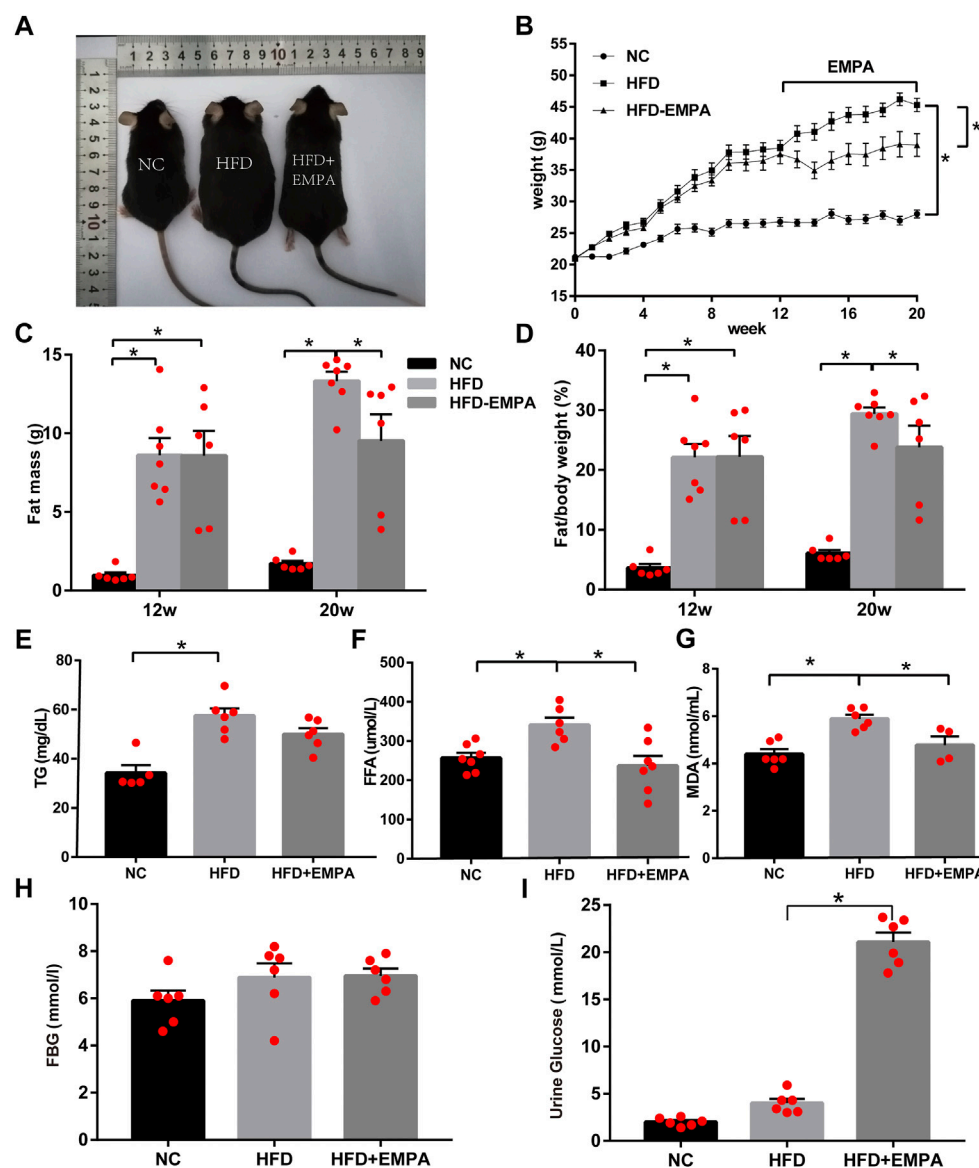 A
1 2 3 4 5 6 7 8 9 10 1 2 3 4 5 6 7 8 9
NC
HFD
HFD+
EMPA
B
NC
HFD
HFD-EMPA
EMPA
*
*
weight (g)
60
55
50
45
40
35
30
25
20
15
0 4 8 12 16 20
week
C
* * * *
Fat mass (g)
15
10
5
0
12w 20w
NC
HFD
HFD-EMPA
D
* * * *
Fat/body weight (%)
40
30
20
10
0
12w 20w
E
*
TG (mg/dL)
80
60
40
20
0
NC HFD HFD+EMPA
F
* *
FFA (umol/L)
500
400
300
200
100
0
NC HFD HFD+EMPA
G
* *
MDA (nmol/mL)
8
6
4
2
0
NC HFD HFD+EMPA
H
FBG (mmol/l)
10
8
6
4
2
0
NC HFD HFD+EMPA
I
*
Urine Glucose ( mmol/L)
25
20
15
10
5
0
NC HFD HFD+EMPA